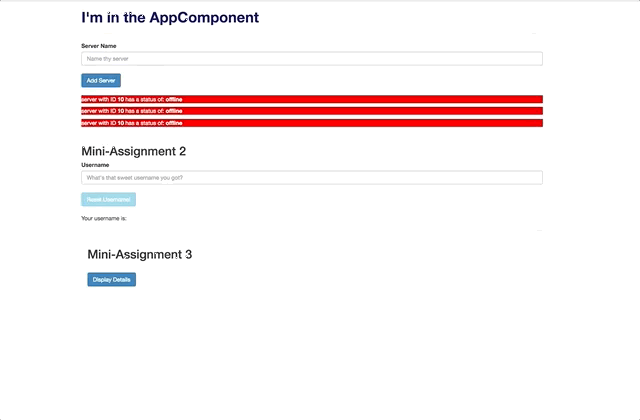 I'm in the AppComponent
Server Name
Name thy server
Add Server
server with ID 10 has a status of: offline
server with ID 10 has a status of: offline
server with ID 10 has a status of: offline
Mini-Assignment 2
Username
What's that sweet username you got?
Reset Username
Your username is:
Mini-Assignment 3
Display Details